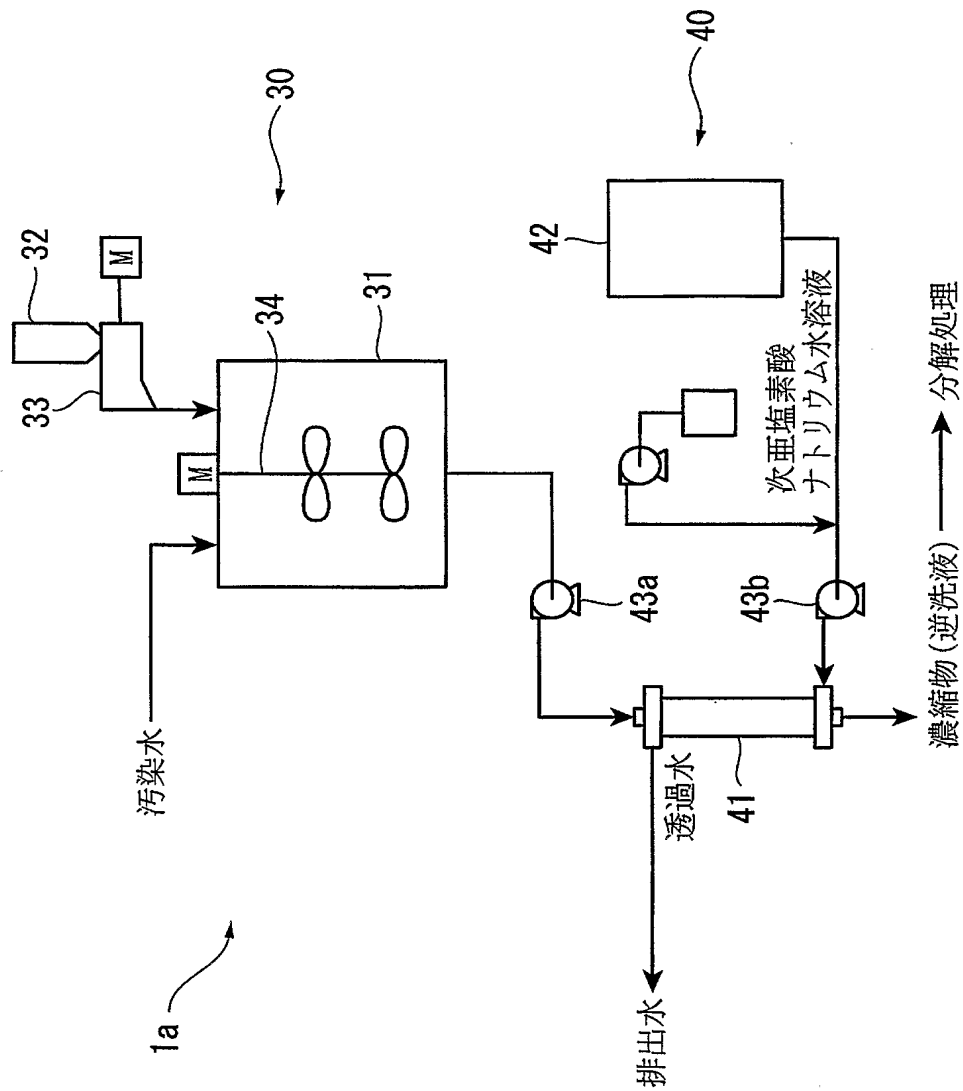 1a
30
40
汚染水
M
M
32
33
34
31
42
次亜塩素酸
ナトリウム水溶液
43a
43b
透過水
41
排出水
濃縮物(逆洗液)→分解処理